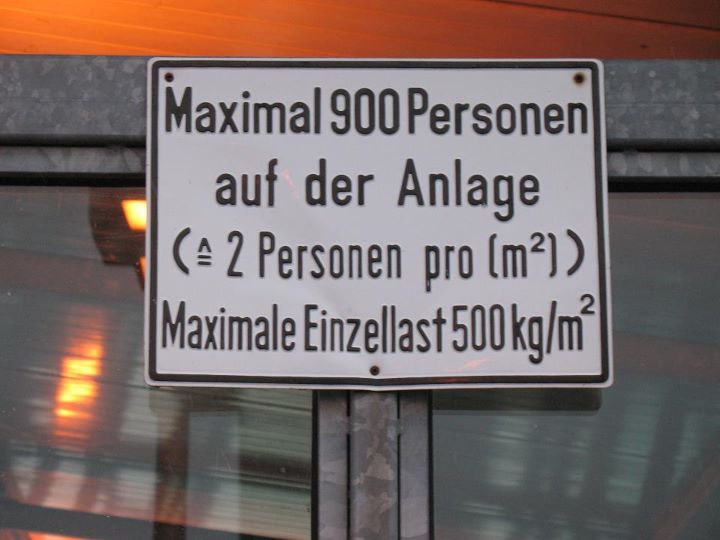 Maximal 900 Personen
auf der Anlage
(≙ 2 Personen pro (m²))
Maximale Einzellast 500 kg/m²